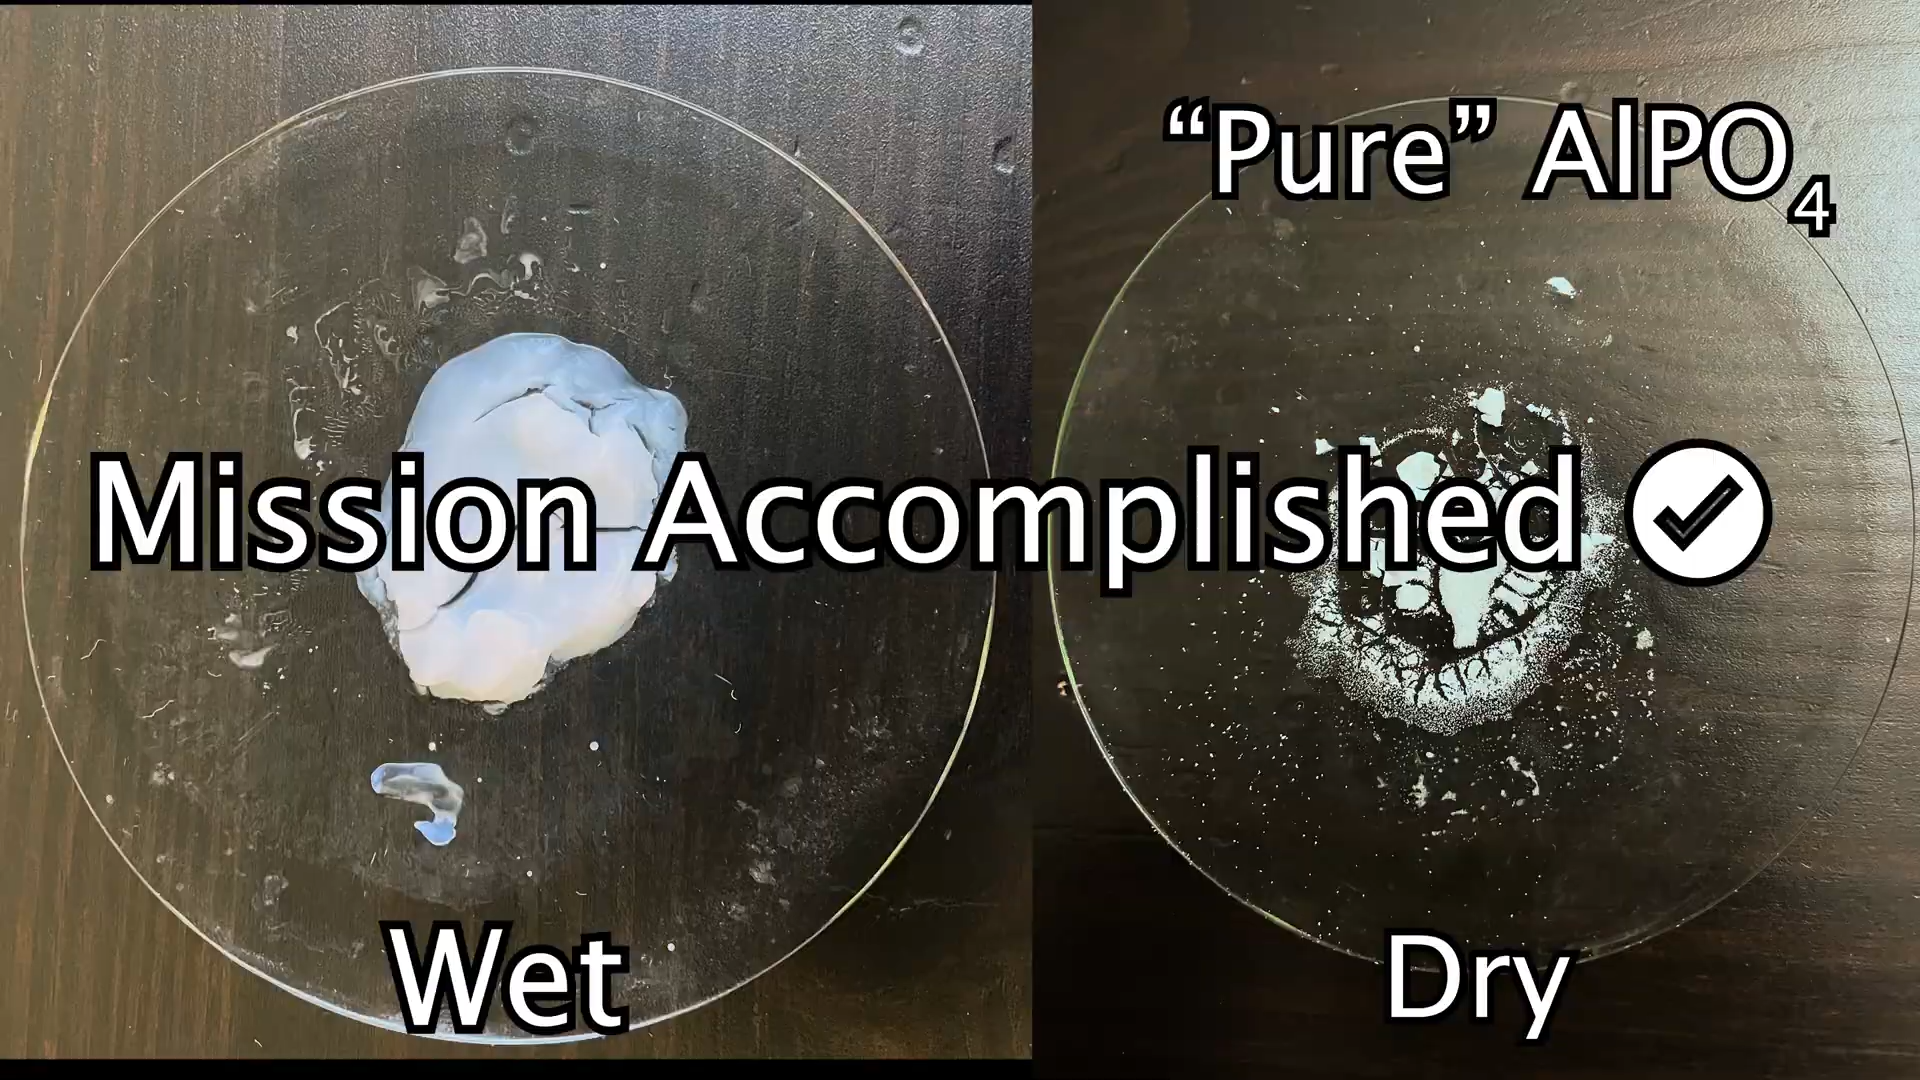 “Pure” AlPO₄
Mission Accomplished ✓
Wet
Dry